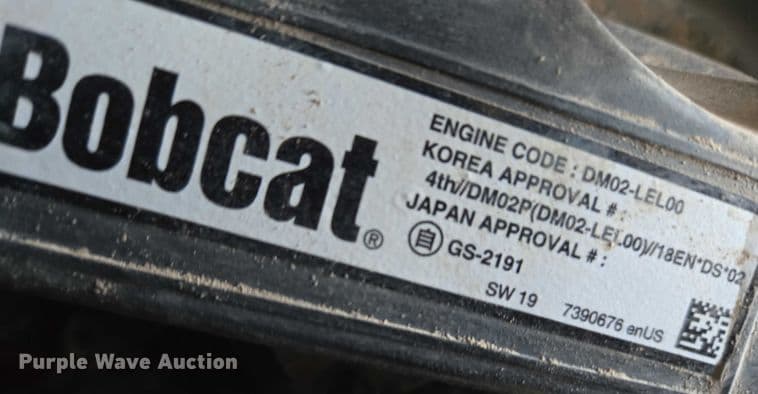 Bobcat®
ENGINE CODE : DM02-LEL00
KOREA APPROVAL # :
4th//DM02P(DM02-LEL00)//18EN*DS*02
JAPAN APPROVAL # :
自 GS-2191
SW 19 7390676 enUS
Purple Wave Auction